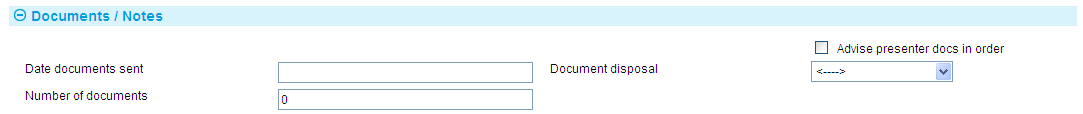 Documents / Notes
Advise presenter docs in order
Date documents sent
Document disposal
<---->
Number of documents
0